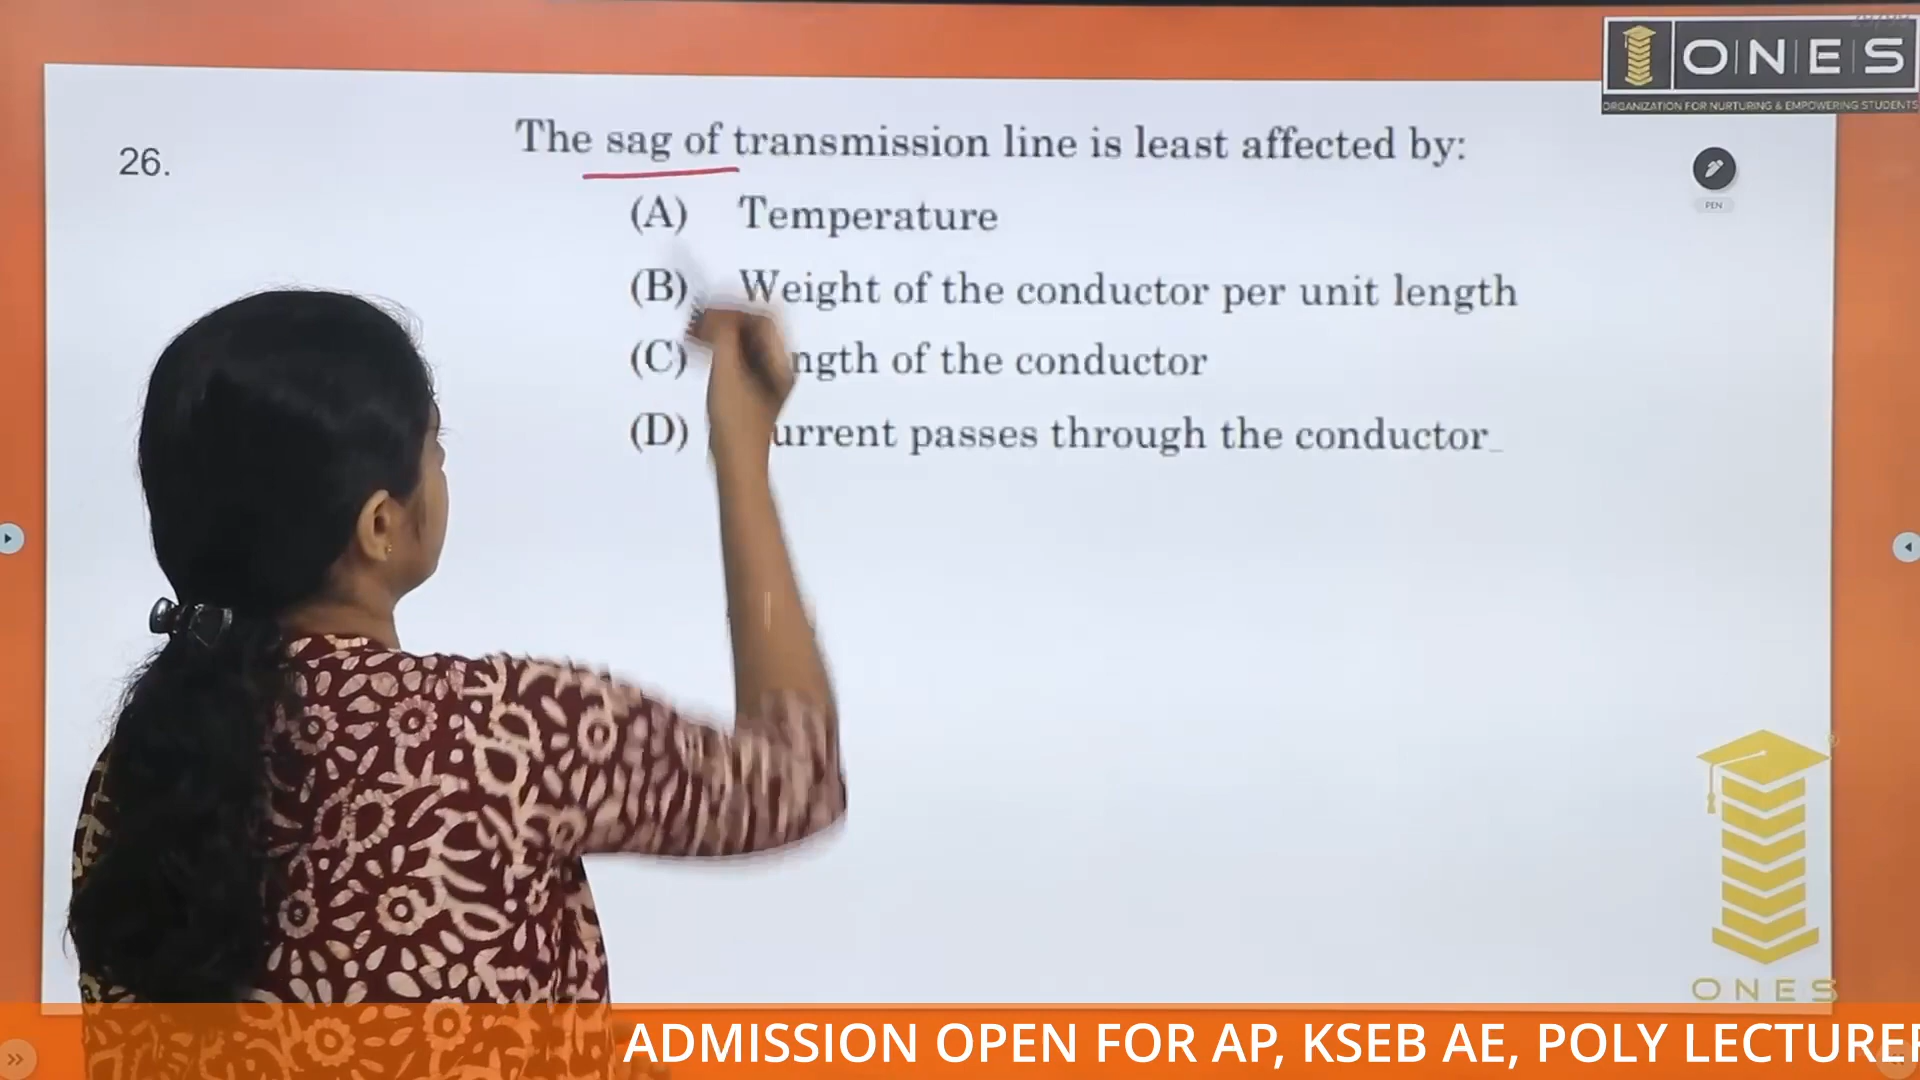 ONES
ORGANIZATION FOR NURTURING & EMPOWERING STUDENTS
26.
The sag of transmission line is least affected by:
(A) Temperature
PEN
(B) Weight of the conductor per unit length
(C) ngth of the conductor
(D) urrent passes through the conductor
ONES
ADMISSION OPEN FOR AP, KSEB AE, POLY LECTURER